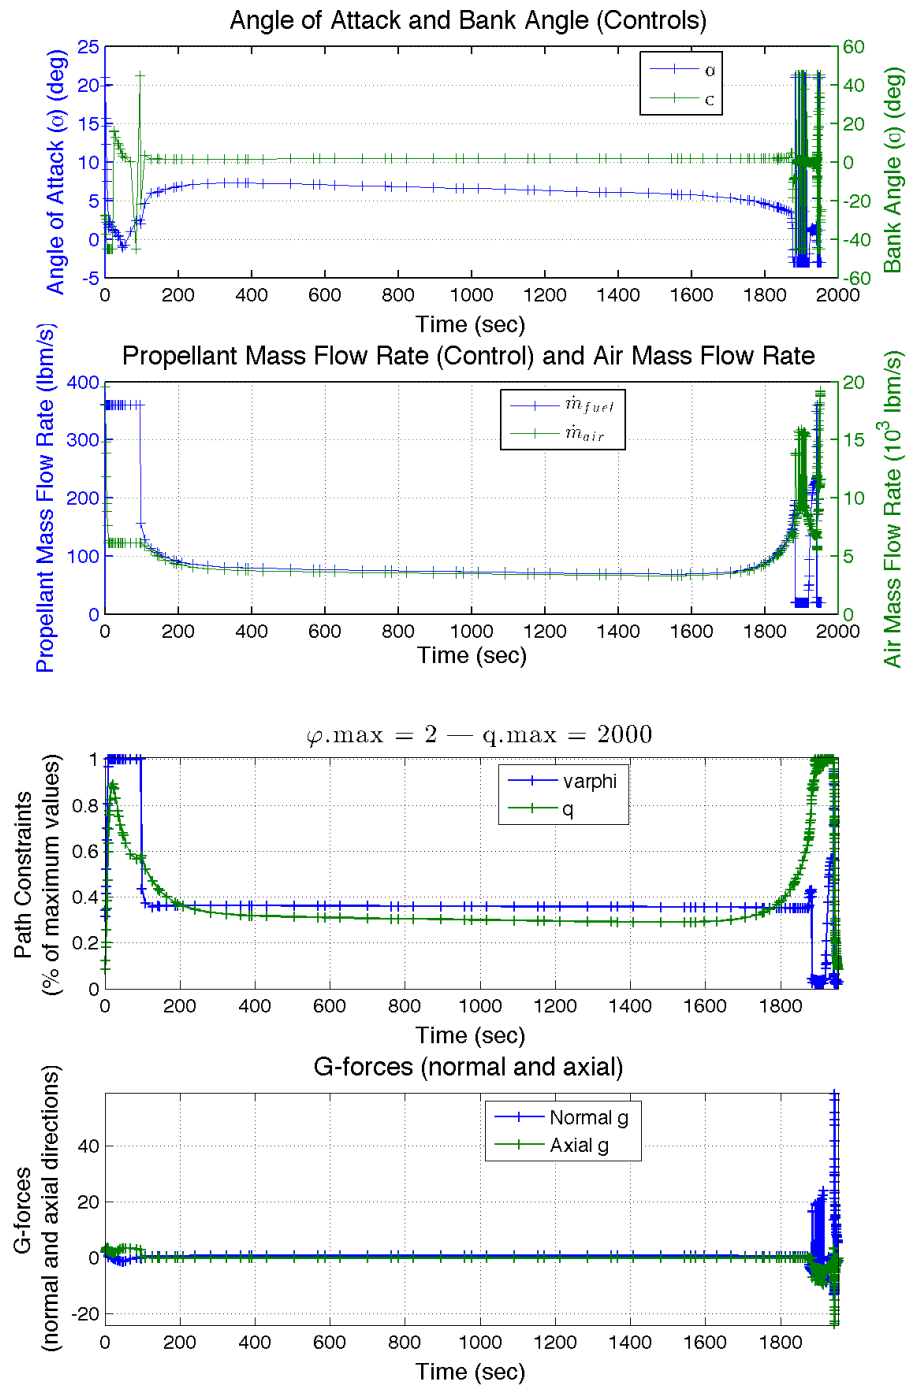 Angle of Attack and Bank Angle (Controls)
Angle of Attack (α) (deg)
25
20
15
10
5
0
-5
α
σ
60
40
20
0
-20
-40
-60
Bank Angle (σ) (deg)
0 200 400 600 800 1000 1200 1400 1600 1800 2000
Time (sec)
Propellant Mass Flow Rate (Control) and Air Mass Flow Rate
Propellant Mass Flow Rate (lbm/s)
400
300
200
100
0
ṁ_fuel
ṁ_air
20
15
10
5
0
Air Mass Flow Rate (10³ lbm/s)
0 200 400 600 800 1000 1200 1400 1600 1800 2000
Time (sec)
φ.max = 2 — q.max = 2000
Path Constraints
(% of maximum values)
1
0.8
0.6
0.4
0.2
0
varphi
q
0 200 400 600 800 1000 1200 1400 1600 1800
Time (sec)
G-forces (normal and axial)
G-forces
(normal and axial directions)
40
20
0
-20
Normal g
Axial g
0 200 400 600 800 1000 1200 1400 1600 1800
Time (sec)